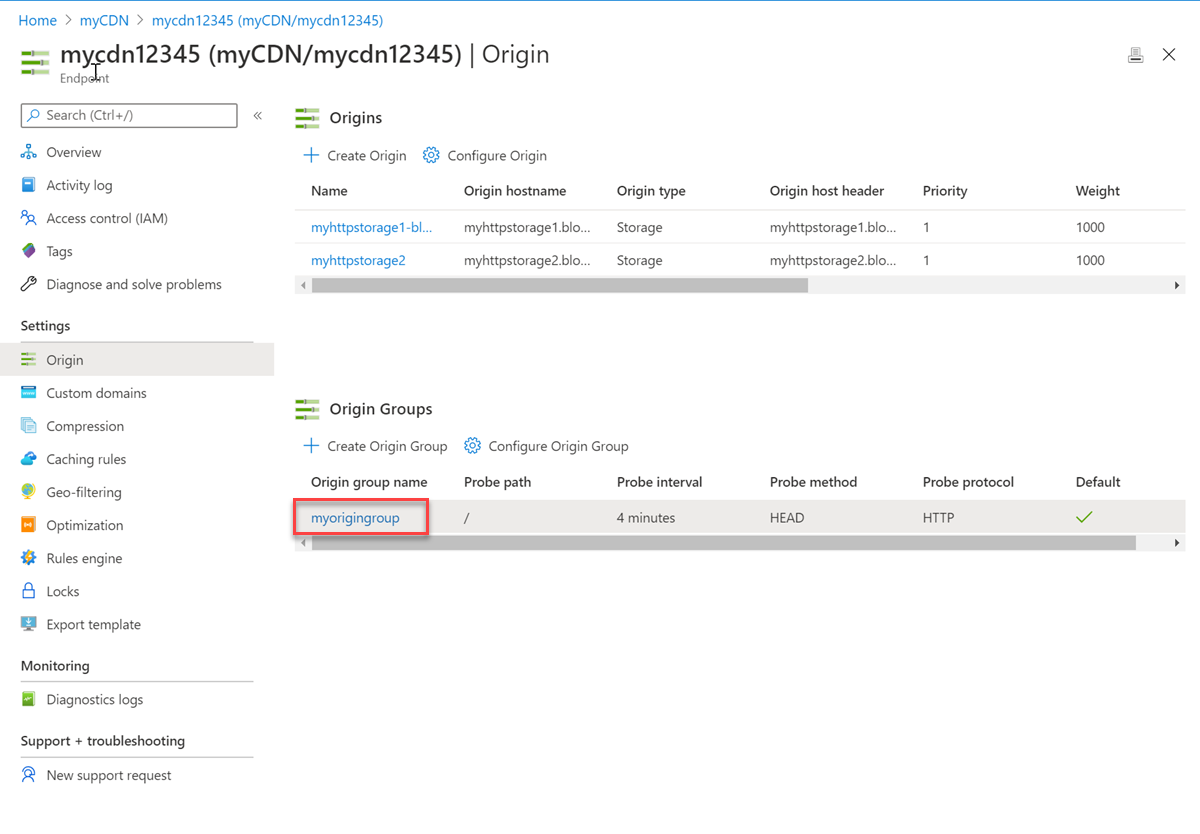 Home > myCDN > mycdn12345 (myCDN/mycdn12345)
mycdn12345 (myCDN/mycdn12345) | Origin
Endpoint
Search (Ctrl+/)
«
Overview
Activity log
Access control (IAM)
Tags
Diagnose and solve problems
Settings
Origin
Custom domains
Compression
Caching rules
Geo-filtering
Optimization
Rules engine
Locks
Export template
Monitoring
Diagnostics logs
Support + troubleshooting
New support request
Origins
Create Origin Configure Origin
Name Origin hostname Origin type Origin host header Priority Weight
myhttpstorage1-bl... myhttpstorage1.blo... Storage myhttpstorage1.blo... 1 1000
myhttpstorage2 myhttpstorage2.blo... Storage myhttpstorage2.blo... 1 1000
Origin Groups
Create Origin Group Configure Origin Group
Origin group name Probe path Probe interval Probe method Probe protocol Default
myorigingroup / 4 minutes HEAD HTTP